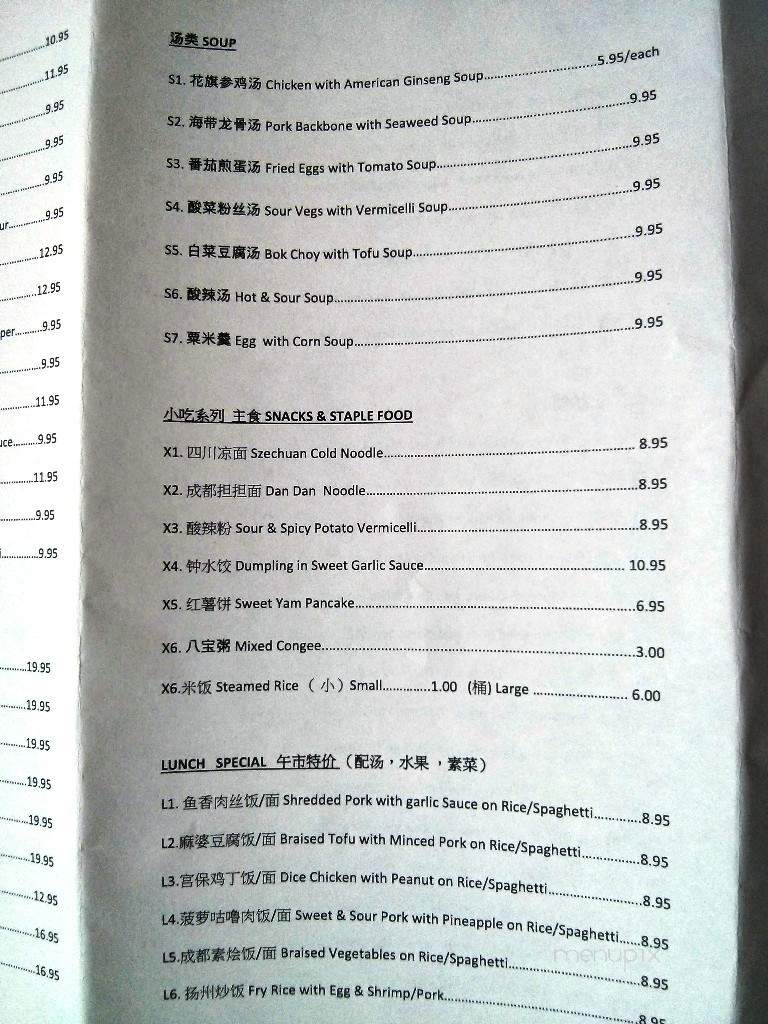 10.95
11.95
9.95
9.95
9.95
ur............9.95
12.95
12.95
per..........9.95
9.95
11.95
uce..........9.95
11.95
9.95
9.95
19.95
19.95
19.95
19.95
19.95
19.95
12.95
16.95
16.95
汤类 SOUP
S1. 花旗参鸡汤 Chicken with American Ginseng Soup..............................5.95/each
S2. 海带龙骨汤 Pork Backbone with Seaweed Soup..........................................9.95
S3. 番茄煎蛋汤 Fried Eggs with Tomato Soup....................................................9.95
S4. 酸菜粉丝汤 Sour Vegs with Vermicelli Soup.................................................9.95
S5. 白菜豆腐汤 Bok Choy with Tofu Soup...........................................................9.95
S6. 酸辣汤 Hot & Sour Soup...............................................................................9.95
S7. 粟米羹 Egg with Corn Soup..........................................................................9.95
小吃系列 主食 SNACKS & STAPLE FOOD
X1. 四川凉面 Szechuan Cold Noodle.................................................................. 8.95
X2. 成都担担面 Dan Dan Noodle.......................................................................8.95
X3. 酸辣粉 Sour & Spicy Potato Vermicelli..........................................................8.95
X4. 钟水饺 Dumpling in Sweet Garlic Sauce..................................................... 10.95
X5. 红薯饼 Sweet Yam Pancake..........................................................................6.95
X6. 八宝粥 Mixed Congee...................................................................................3.00
X6.米饭 Steamed Rice （ 小）Small..............1.00 (桶) Large ......................... 6.00
LUNCH SPECIAL 午市特价（配汤，水果 ，素菜）
L1. 鱼香肉丝饭/面 Shredded Pork with garlic Sauce on Rice/Spaghetti..............8.95
L2.麻婆豆腐饭/面 Braised Tofu with Minced Pork on Rice/Spaghetti.................8.95
L3.宫保鸡丁饭/面 Dice Chicken with Peanut on Rice/Spaghetti..........................8.95
L4.菠萝咕噜肉饭/面 Sweet & Sour Pork with Pineapple on Rice/Spaghetti......8.95
L5.成都素烩饭/面 Braised Vegetables on Rice/Spaghetti.....................................8.95
L6. 扬州炒饭 Fry Rice with Egg & Shrimp/Pork...................................................8.95
menupix